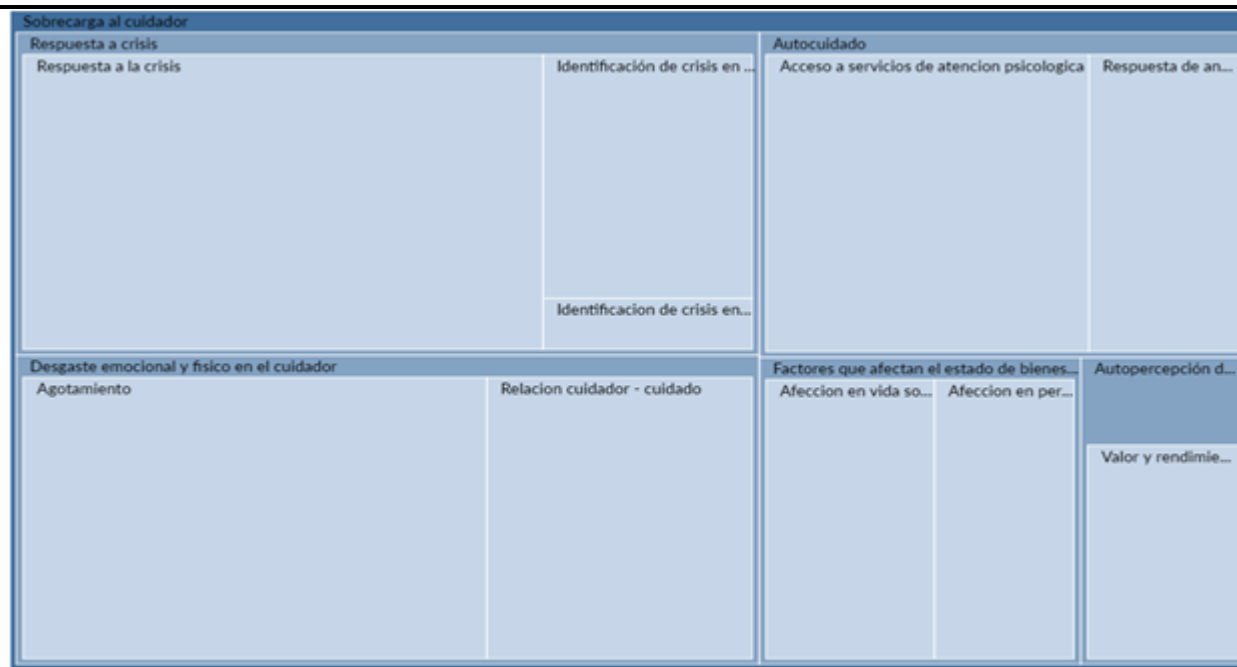 Sobrecarga al cuidador
Respuesta a crisis
Respuesta a la crisis
Identificación de crisis en ...
Identificacion de crisis en...
Autocuidado
Acceso a servicios de atencion psicologica
Respuesta de an...
Desgaste emocional y fisico en el cuidador
Agotamiento
Relacion cuidador - cuidado
Factores que afectan el estado de bienes...
Afeccion en vida so...
Afeccion en per...
Autopercepción d...
Valor y rendimie...